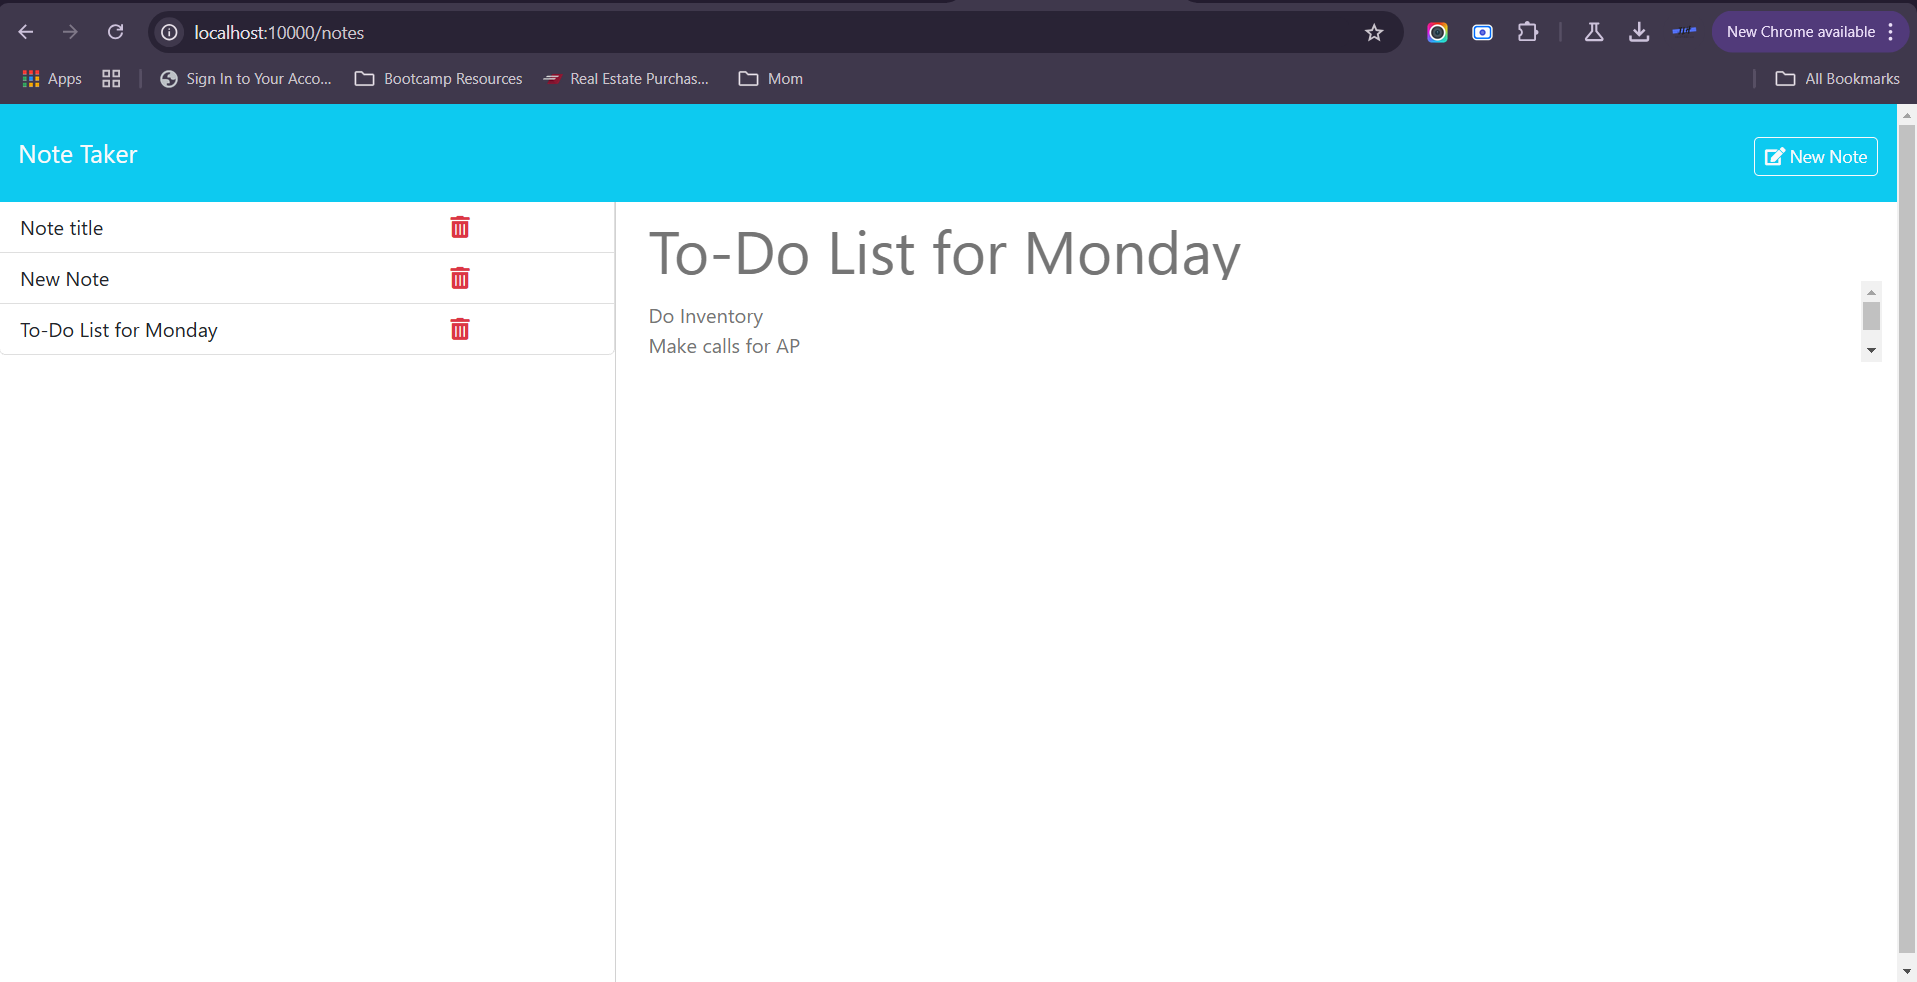 localhost:10000/notes
New Chrome available
Apps
Sign In to Your Acco...
Bootcamp Resources
Real Estate Purchas...
Mom
All Bookmarks
Note Taker
New Note
Note title
New Note
To-Do List for Monday
To-Do List for Monday
Do Inventory
Make calls for AP